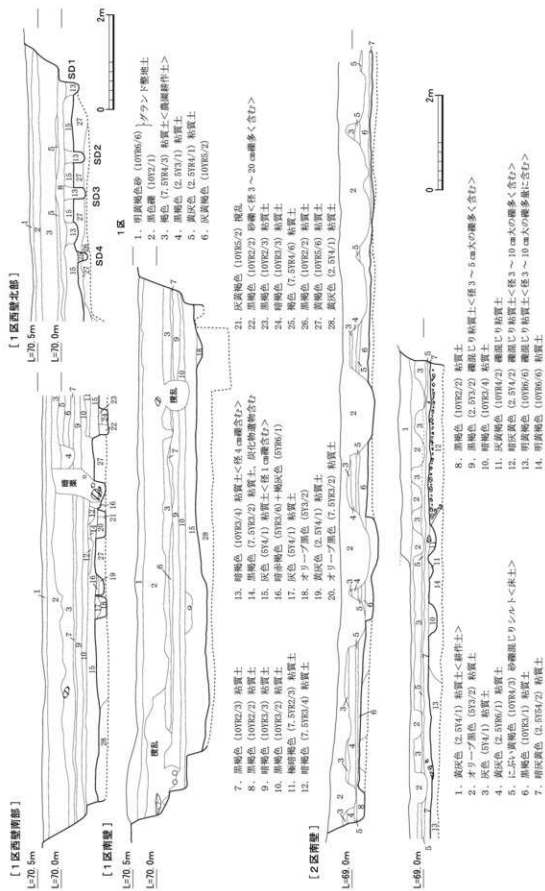 [１区西壁北部]
L=70.5m
L=70.0m
SD4
SD3
SD2
SD1
0
2m
１区
1. 明黄褐色砂 (10YR6/6) }グランド整地土
2. 黒色礫 (10Y2/1)
3. 褐色 (7.5YR4/3) 粘質土<農園耕作土>
4. 黒褐色 (2.5Y3/1) 粘質土
5. 黄灰色 (2.5YR4/1) 粘質土
6. 灰黄褐色 (10YR5/2)
[１区西壁南部]
L=70.5m
L=70.0m
暗渠
[１区南壁]
L=70.5m
L=70.0m
撹乱
撹乱
7. 黒褐色 (10YR2/3) 粘質土
8. 黒褐色 (10YR2/2) 粘質土
9. 暗褐色 (10YR3/3) 粘質土
10. 黒褐色 (10YR3/2) 粘質土
11. 極暗褐色 (7.5YR2/3) 粘質土
12. 暗褐色 (7.5YR3/4) 粘質土
13. 暗褐色 (10YR3/4) 粘質土<径 4 ㎝礫含む>
14. 黒褐色 (7.5YR3/2) 粘質土、炭化物遺物含む
15. 灰色 (5Y4/1) 粘質土<径 1 ㎝礫含む>
16. 暗赤褐色 (5YR3/6)＋褐灰色 (5YR6/1)
17. 灰色 (5Y4/1) 粘質土
18. オリーブ黒色 (5Y3/2)
19. 黄灰色 (2.5Y4/1) 粘質土
20. オリーブ黒色 (7.5Y3/2) 粘質土
21. 灰黄褐色 (10YR5/2) 撹乱
22. 黒褐色 (10YR2/2) 砂礫<径 3 ～ 20 ㎝礫多く含む>
23. 黒褐色 (10YR2/3) 粘質土
24. 暗褐色 (10YR3/3) 粘質土
25. 褐色 (7.5YR4/6) 粘質土
26. 黒褐色 (10YR2/2) 粘質土
27. 黄褐色 (10YR5/6) 粘質土
28. 黄灰色 (2.5Y4/1) 粘質土
[２区南壁]
L=69.0m
L=69.0m
0
2m
1. 黄灰色 (2.5Y4/1) 粘質土<耕作土>
2. オリーブ黒色 (5Y3/2) 粘質土
3. 灰色 (5Y4/1) 粘質土
4. 黄灰色 (2.5YR6/1) 粘質土
5. にぶい黄褐色 (10YR4/3) 砂礫混じりシルト<床土>
6. 黒褐色 (10YR3/1) 粘質土
7. 暗灰黄色 (2.5Y54/2) 粘質土
8. 黒褐色 (10YR2/2) 粘質土
9. 黒褐色 (2.5Y3/2) 礫混じり粘質土<径 3 ～ 5 ㎝大の礫多く含む>
10. 暗褐色 (10YR3/4) 粘質土
11. 灰黄褐色 (10YR4/2) 礫混じり粘質土
12. 暗灰黄色 (2.5Y4/2) 礫混じり粘質土<径 3 ～ 10 ㎝大の礫多く含む>
13. 明黄褐色 (10YR6/6) 礫混じり粘質土<径 3 ～ 10 ㎝大の礫多量に含む>
14. 明黄褐色 (10YR6/6) 粘質土